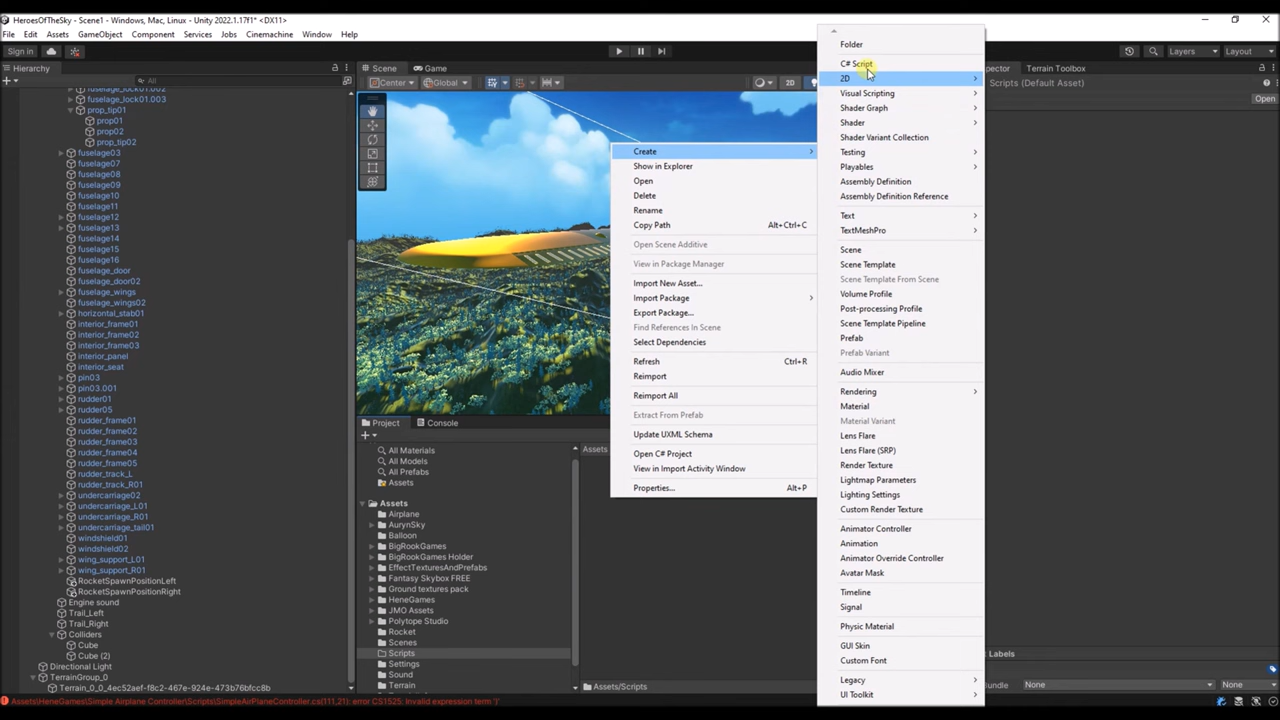 HeroesOfTheSky - Scene1 - Windows, Mac, Linux - Unity 2022.1.17f1* <DX11>
File Edit Assets GameObject Component Services Jobs Cinemachine Window Help
Sign in
Layers Layout
Hierarchy
All
fuselage_lock01.002
fuselage_lock01.003
prop_tip01
prop01
prop02
prop_tip02
fuselage03
fuselage07
fuselage08
fuselage09
fuselage10
fuselage11
fuselage12
fuselage13
fuselage14
fuselage15
fuselage16
fuselage_door
fuselage_door02
fuselage_wings
fuselage_wings02
horizontal_stab01
interior_frame01
interior_frame02
interior_frame03
interior_panel
interior_seat
pin03
pin03.001
rudder01
rudder05
rudder_frame01
rudder_frame02
rudder_frame03
rudder_frame04
rudder_frame05
rudder_track_L
rudder_track_R01
undercarriage02
undercarriage_L01
undercarriage_R01
undercarriage_tail01
windshield01
windshield02
wing_support_L01
wing_support_R01
RocketSpawnPositionLeft
RocketSpawnPositionRight
Engine sound
Trail_Left
Trail_Right
Colliders
Cube
Cube (2)
Directional Light
TerrainGroup_0
Terrain_0_0_4ec52aef-f8c2-467e-924e-473b76bfcc8b
Scene Game
Center Global 2D
Create
Show in Explorer
Open
Delete
Rename
Copy Path Alt+Ctrl+C
Open Scene Additive
View in Package Manager
Import New Asset...
Import Package
Export Package...
Find References In Scene
Select Dependencies
Refresh Ctrl+R
Reimport
Reimport All
Extract From Prefab
Update UXML Schema
Open C# Project
View in Import Activity Window
Properties... Alt+P
Folder
C# Script
2D
Visual Scripting
Shader Graph
Shader
Shader Variant Collection
Testing
Playables
Assembly Definition
Assembly Definition Reference
Text
TextMeshPro
Scene
Scene Template
Scene Template From Scene
Volume Profile
Post-processing Profile
Scene Template Pipeline
Prefab
Prefab Variant
Audio Mixer
Rendering
Material
Material Variant
Lens Flare
Lens Flare (SRP)
Render Texture
Lightmap Parameters
Lighting Settings
Custom Render Texture
Animator Controller
Animation
Animator Override Controller
Avatar Mask
Timeline
Signal
Physic Material
GUI Skin
Custom Font
Legacy
UI Toolkit
Project Console
All Materials
All Models
All Prefabs
Assets
Assets
Airplane
AurynSky
Balloon
BigRookGames
BigRookGames Holder
EffectTexturesAndPrefabs
Fantasy Skybox FREE
Ground textures pack
HeneGames
JMO Assets
Polytope Studio
Rocket
Scenes
Scripts
Settings
Sound
Terrain
Assets
Assets/Scripts
pector Terrain Toolbox
Scripts (Default Asset)
Open
Labels
ndle None None
Assets\HeneGames\Simple Airplane Controller\Scripts\SimpleAirPlaneController.cs(111,21): error CS1525: Invalid expression term '}'